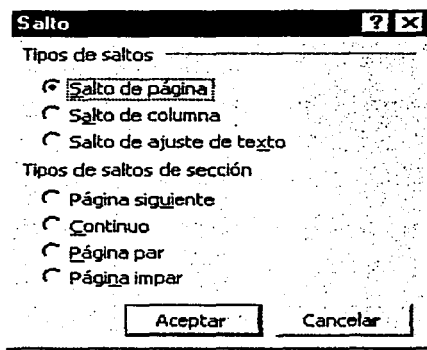 Salto
Tipos de saltos
Salto de página
Salto de columna
Salto de ajuste de texto
Tipos de saltos de sección
Página siguiente
Continuo
Página par
Página impar
Aceptar Cancelar